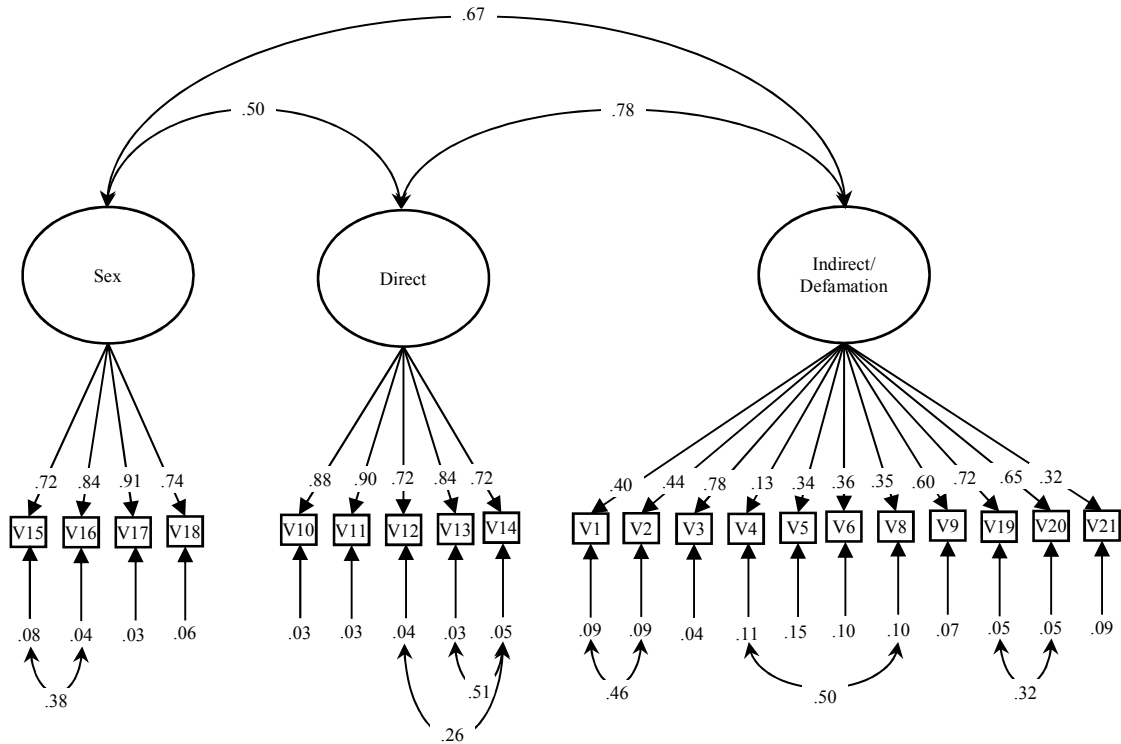 .67
.50
.78
Sex
Direct
Indirect/
Defamation
.72 .84 .91 .74
.88 .90 .72 .84 .72
.40 .44 .78 .13 .34 .36 .35 .60 .72 .65 .32
V15 V16 V17 V18
V10 V11 V12 V13 V14
V1 V2 V3 V4 V5 V6 V8 V9 V19 V20 V21
.08 .04 .03 .06
.03 .03 .04 .03 .05
.09 .09 .04 .11 .15 .10 .10 .07 .05 .05 .09
.38
.51
.26
.46
.50
.32